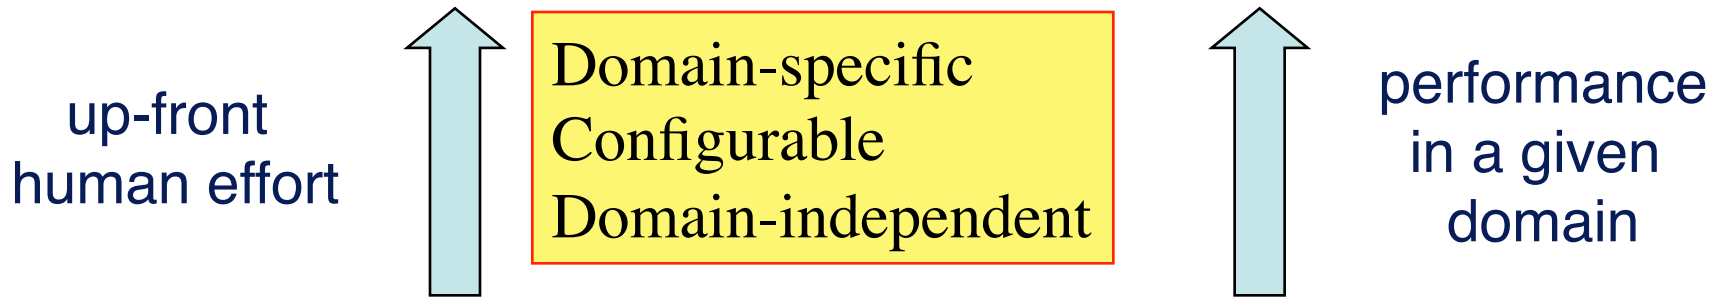 up-front
human effort
Domain-specific
Configurable
Domain-independent
performance
in a given
domain